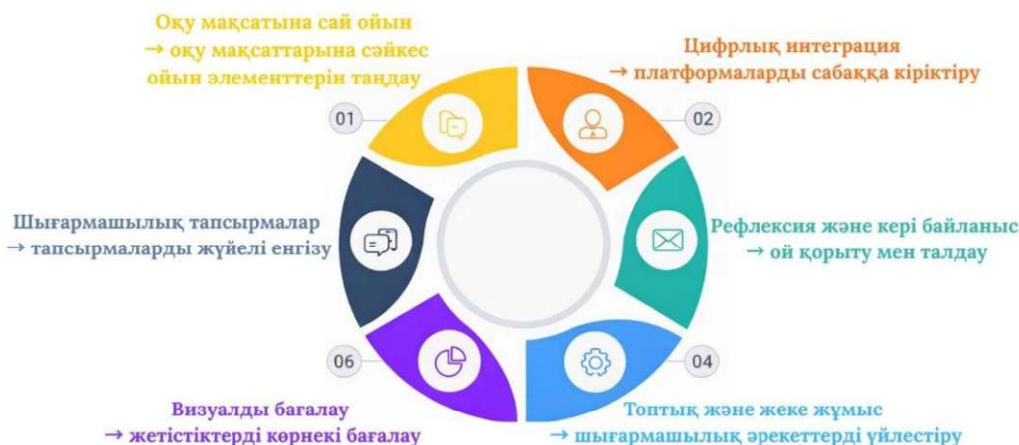 Оқу мақсатына сай ойын
→ оқу мақсаттарына сәйкес
ойын элементтерін таңдау
01
Цифрлық интеграция
→ платформаларды сабаққа кіріктіру
02
Шығармашылық тапсырмалар
→ тапсырмаларды жүйелі енгізу
Рефлексия және кері байланыс
→ ой қорыту мен талдау
06
Визуалды бағалау
→ жетістіктерді көрнекі бағалау
04
Топтық және жеке жұмыс
→ шығармашылық әрекеттерді үйлестіру